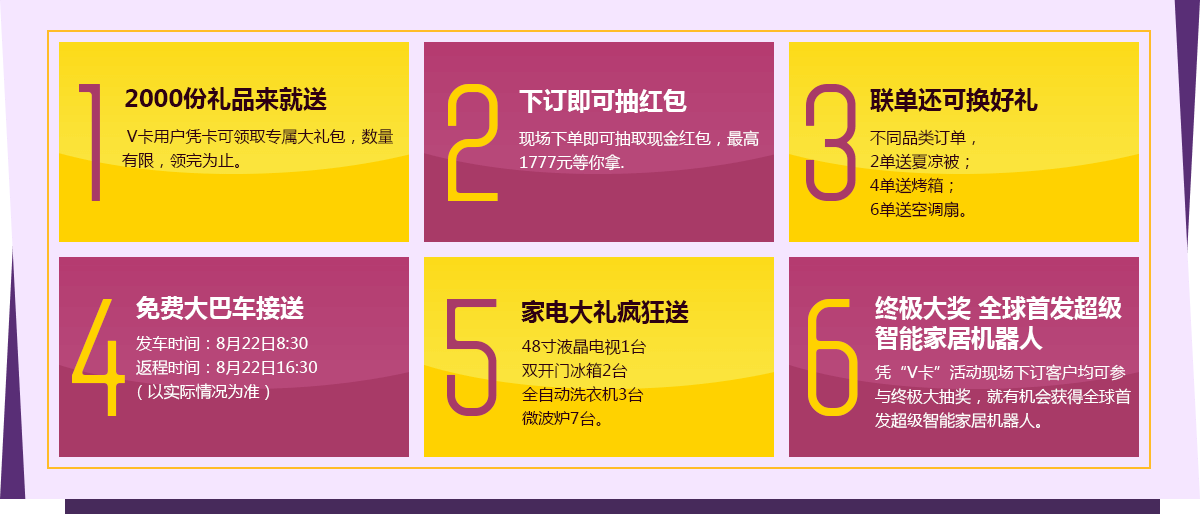 1
2000份礼品来就送
V卡用户凭卡可领取专属大礼包，数量
有限，领完为止。
2
下订即可抽红包
现场下单即可抽取现金红包，最高
1777元等你拿.
3
联单还可换好礼
不同品类订单，
2单送夏凉被；
4单送烤箱；
6单送空调扇。
4
免费大巴车接送
发车时间：8月22日8:30
返程时间：8月22日16:30
（以实际情况为准）
5
家电大礼疯狂送
48寸液晶电视1台
双开门冰箱2台
全自动洗衣机3台
微波炉7台。
6
终极大奖 全球首发超级
智能家居机器人
凭“V卡”活动现场下订客户均可参
与终极大抽奖，就有机会获得全球首
发超级智能家居机器人。